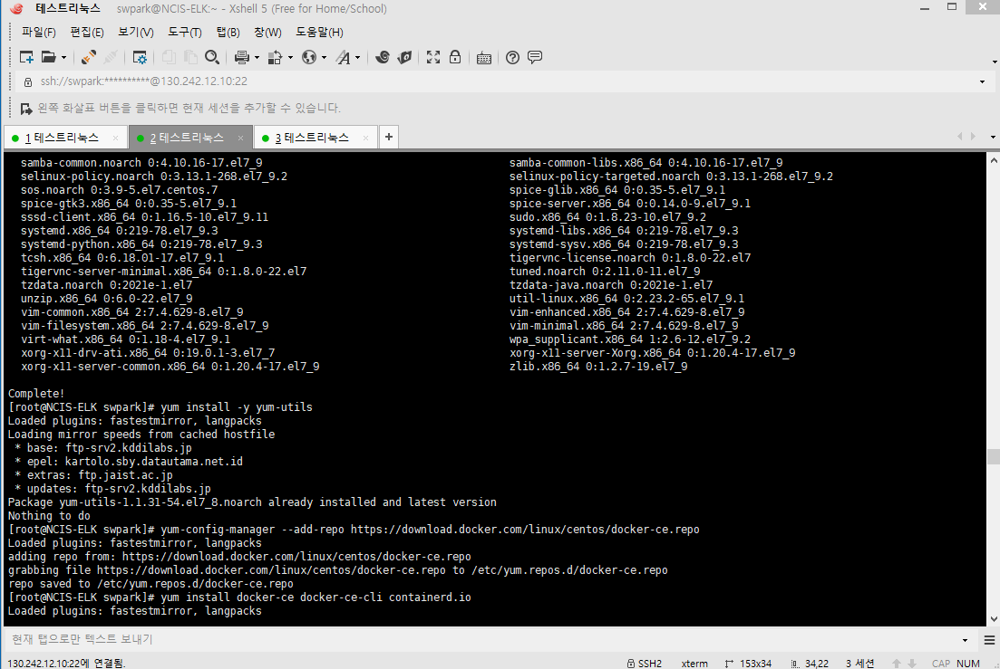 테스트리눅스 swpark@NCIS-ELK:~ - Xshell 5 (Free for Home/School)
파일(F) 편집(E) 보기(V) 도구(T) 탭(B) 창(W) 도움말(H)
ssh://swpark:**********@130.242.12.10:22
왼쪽 화살표 버튼을 클릭하면 현재 세션을 추가할 수 있습니다.
1 테스트리눅스 × 2 테스트리눅스 × 3 테스트리눅스 × +
samba-common.noarch 0:4.10.16-17.el7_9 samba-common-libs.x86_64 0:4.10.16-17.el7_9
selinux-policy.noarch 0:3.13.1-268.el7_9.2 selinux-policy-targeted.noarch 0:3.13.1-268.el7_9.2
sos.noarch 0:3.9-5.el7.centos.7 spice-glib.x86_64 0:0.35-5.el7_9.1
spice-gtk3.x86_64 0:0.35-5.el7_9.1 spice-server.x86_64 0:0.14.0-9.el7_9.1
sssd-client.x86_64 0:1.16.5-10.el7_9.11 sudo.x86_64 0:1.8.23-10.el7_9.2
systemd.x86_64 0:219-78.el7_9.3 systemd-libs.x86_64 0:219-78.el7_9.3
systemd-python.x86_64 0:219-78.el7_9.3 systemd-sysv.x86_64 0:219-78.el7_9.3
tcsh.x86_64 0:6.18.01-17.el7_9.1 tigervnc-license.noarch 0:1.8.0-22.el7
tigervnc-server-minimal.x86_64 0:1.8.0-22.el7 tuned.noarch 0:2.11.0-11.el7_9
tzdata.noarch 0:2021e-1.el7 tzdata-java.noarch 0:2021e-1.el7
unzip.x86_64 0:6.0-22.el7_9 util-linux.x86_64 0:2.23.2-65.el7_9.1
vim-common.x86_64 2:7.4.629-8.el7_9 vim-enhanced.x86_64 2:7.4.629-8.el7_9
vim-filesystem.x86_64 2:7.4.629-8.el7_9 vim-minimal.x86_64 2:7.4.629-8.el7_9
virt-what.x86_64 0:1.18-4.el7_9.1 wpa_supplicant.x86_64 1:2.6-12.el7_9.2
xorg-x11-drv-ati.x86_64 0:19.0.1-3.el7_7 xorg-x11-server-Xorg.x86_64 0:1.20.4-17.el7_9
xorg-x11-server-common.x86_64 0:1.20.4-17.el7_9 zlib.x86_64 0:1.2.7-19.el7_9
Complete!
[root@NCIS-ELK swpark]# yum install -y yum-utils
Loaded plugins: fastestmirror, langpacks
Loading mirror speeds from cached hostfile
* base: ftp-srv2.kddilabs.jp
* epel: kartolo.sby.datautama.net.id
* extras: ftp.jaist.ac.jp
* updates: ftp-srv2.kddilabs.jp
Package yum-utils-1.1.31-54.el7_8.noarch already installed and latest version
Nothing to do
[root@NCIS-ELK swpark]# yum-config-manager --add-repo https://download.docker.com/linux/centos/docker-ce.repo
Loaded plugins: fastestmirror, langpacks
adding repo from: https://download.docker.com/linux/centos/docker-ce.repo
grabbing file https://download.docker.com/linux/centos/docker-ce.repo to /etc/yum.repos.d/docker-ce.repo
repo saved to /etc/yum.repos.d/docker-ce.repo
[root@NCIS-ELK swpark]# yum install docker-ce docker-ce-cli containerd.io
Loaded plugins: fastestmirror, langpacks
현재 탭으로만 텍스트 보내기
130.242.12.10:22에 연결됨. SSH2 xterm 153x34 34,22 3 세션 CAP NUM